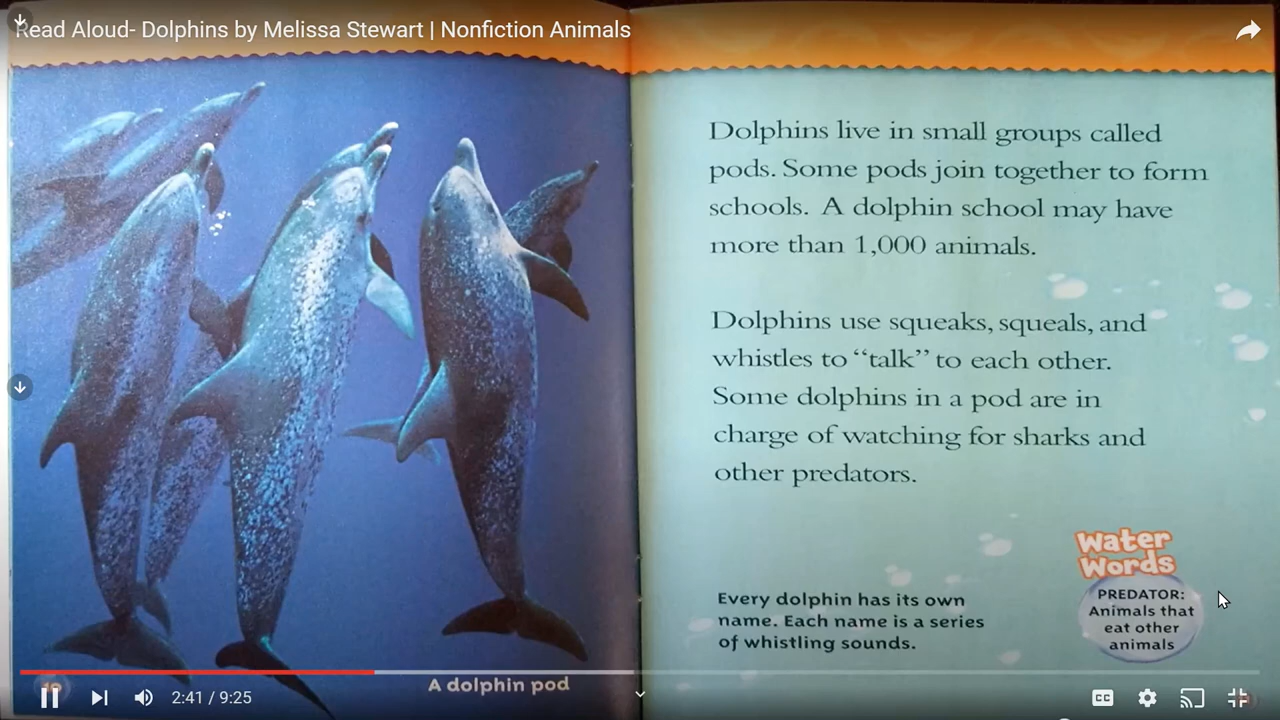 Read Aloud- Dolphins by Melissa Stewart | Nonfiction Animals
Dolphins live in small groups called
pods. Some pods join together to form
schools. A dolphin school may have
more than 1,000 animals.
Dolphins use squeaks, squeals, and
whistles to “talk” to each other.
Some dolphins in a pod are in
charge of watching for sharks and
other predators.
Every dolphin has its own
name. Each name is a series
of whistling sounds.
Water
Words
PREDATOR:
Animals that
eat other
animals
A dolphin pod
2:41 / 9:25
CC